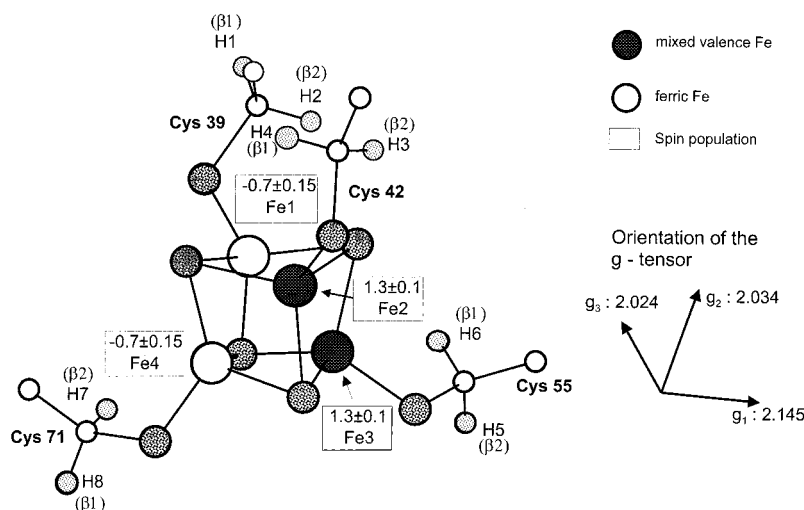 (β1)
H1
(β2)
H2
Cys 39
H4
(β1)
(β2)
H3
Cys 42
-0.7±0.15
Fe1
1.3±0.1
Fe2
-0.7±0.15
Fe4
1.3±0.1
Fe3
(β1)
H6
Cys 55
H5
(β2)
(β2)
H7
Cys 71
H8
(β1)
mixed valence Fe
ferric Fe
Spin population
Orientation of the
g - tensor
g₃ : 2.024
g₂ : 2.034
g₁ : 2.145